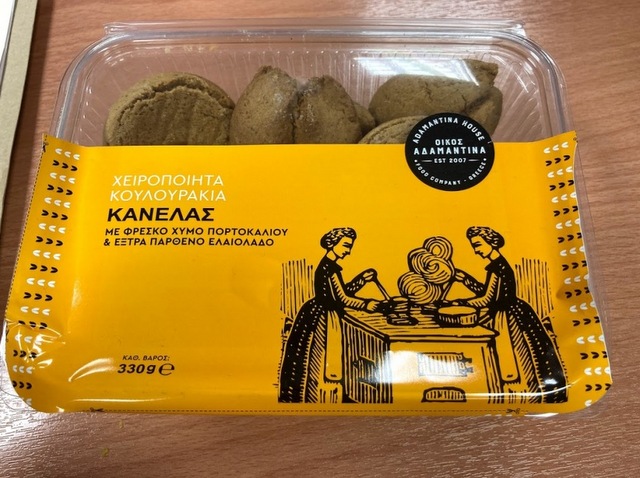 ADAMANTINA HOUSE
ΟΙΚΟΣ
ΑΔΑΜΑΝΤΙΝΑ
EST 2007
FOOD COMPANY - GREECE
ΧΕΙΡΟΠΟΙΗΤΑ
ΚΟΥΛΟΥΡΑΚΙΑ
ΚΑΝΕΛΑΣ
ΜΕ ΦΡΕΣΚΟ ΧΥΜΟ ΠΟΡΤΟΚΑΛΙΟΥ
& ΕΞΤΡΑ ΠΑΡΘΕΝΟ ΕΛΑΙΟΛΑΔΟ
ΚΑΘ. ΒΑΡΟΣ:
330g ℮